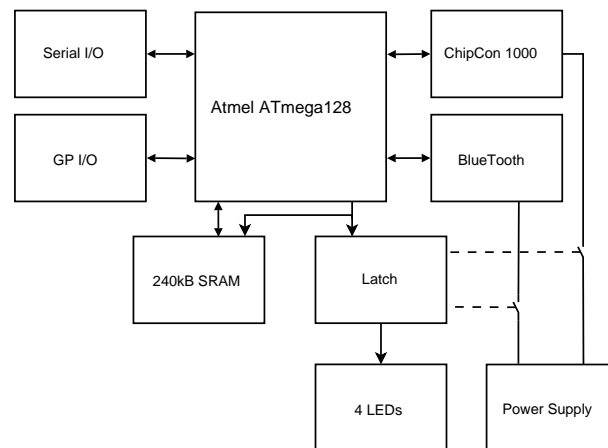 Serial I/O
ChipCon 1000
Atmel ATmega128
GP I/O
BlueTooth
240kB SRAM
Latch
4 LEDs
Power Supply